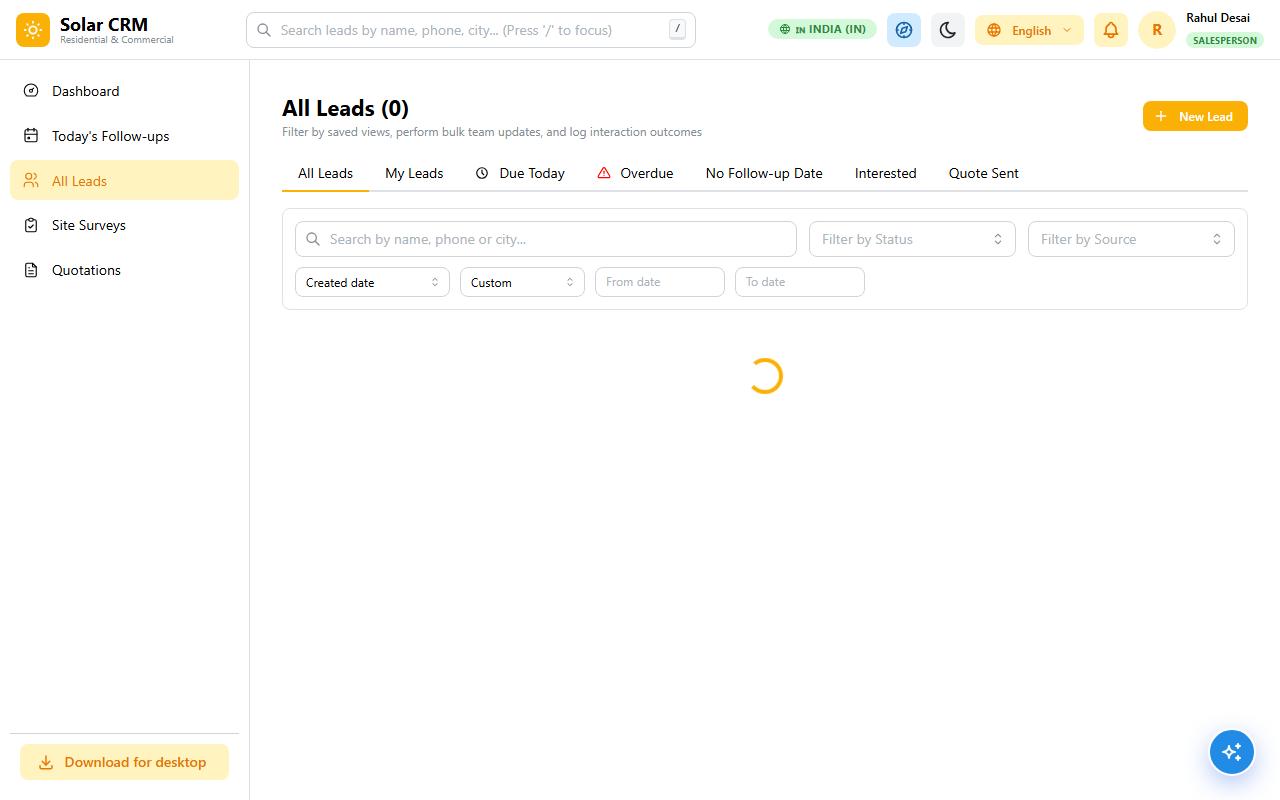 Solar CRM
Residential & Commercial
Search leads by name, phone, city... (Press '/' to focus)
/
IN INDIA (IN)
English
R
Rahul Desai
SALESPERSON
Dashboard
Today's Follow-ups
All Leads
Site Surveys
Quotations
Download for desktop
All Leads (0)
Filter by saved views, perform bulk team updates, and log interaction outcomes
New Lead
All Leads
My Leads
Due Today
Overdue
No Follow-up Date
Interested
Quote Sent
Search by name, phone or city...
Filter by Status
Filter by Source
Created date
Custom
From date
To date